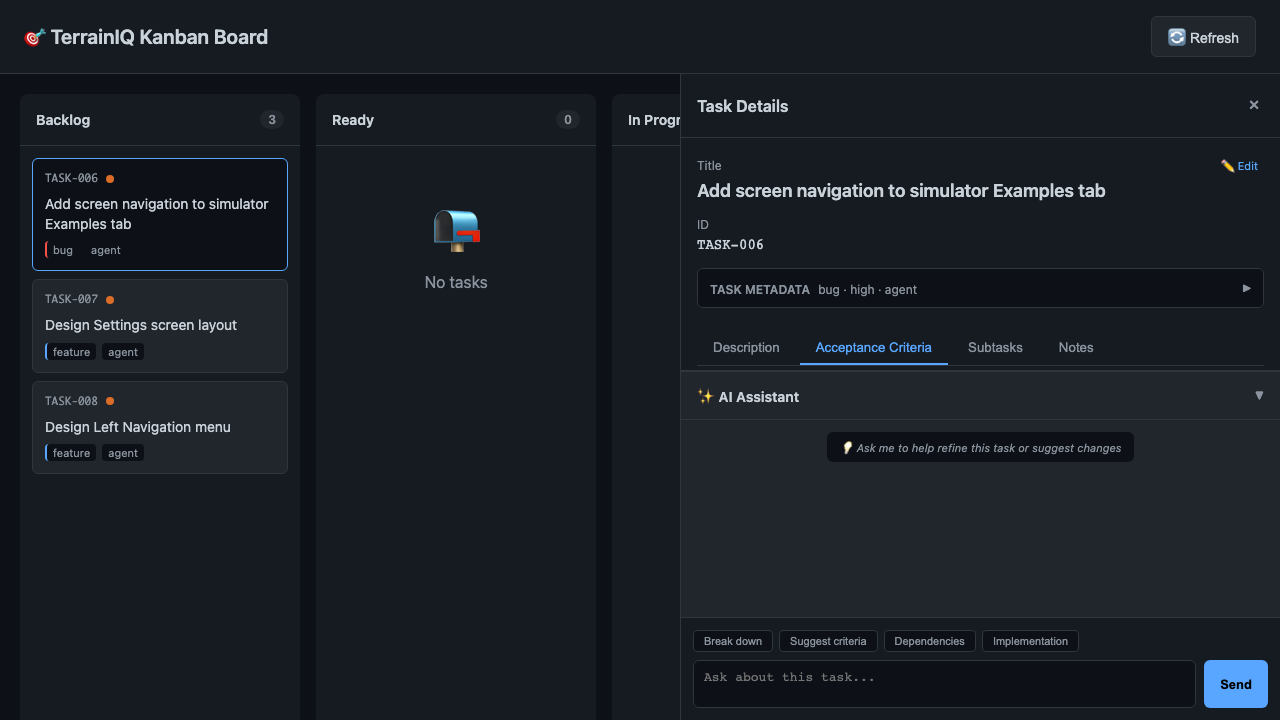 TerrainIQ Kanban Board
Refresh
Backlog
3
TASK-006
Add screen navigation to simulator
Examples tab
bug
agent
TASK-007
Design Settings screen layout
feature
agent
TASK-008
Design Left Navigation menu
feature
agent
Ready
0
No tasks
In Progr
Task Details
×
Title
Edit
Add screen navigation to simulator Examples tab
ID
TASK-006
TASK METADATA bug · high · agent
Description
Acceptance Criteria
Subtasks
Notes
AI Assistant
Ask me to help refine this task or suggest changes
Break down
Suggest criteria
Dependencies
Implementation
Ask about this task...
Send